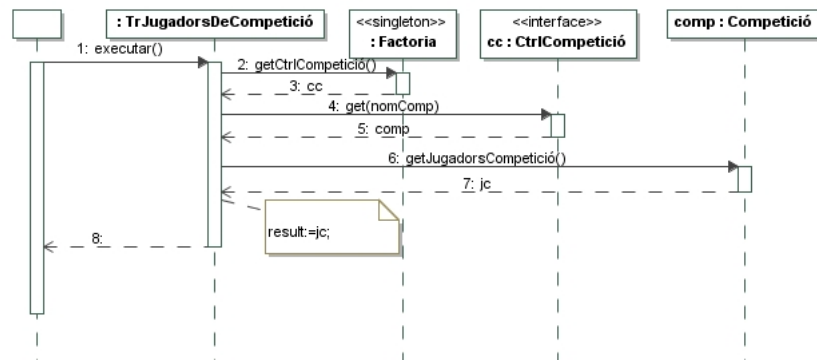 : TrJugadorsDeCompetició
<<singleton>>
: Factoria
<<interface>>
cc : CtrlCompetició
comp : Competició
1: executar()
2: getCtrlCompetició()
3: cc
4: get(nomComp)
5: comp
6: getJugadorsCompetició()
7: jc
result:=jc;
8: